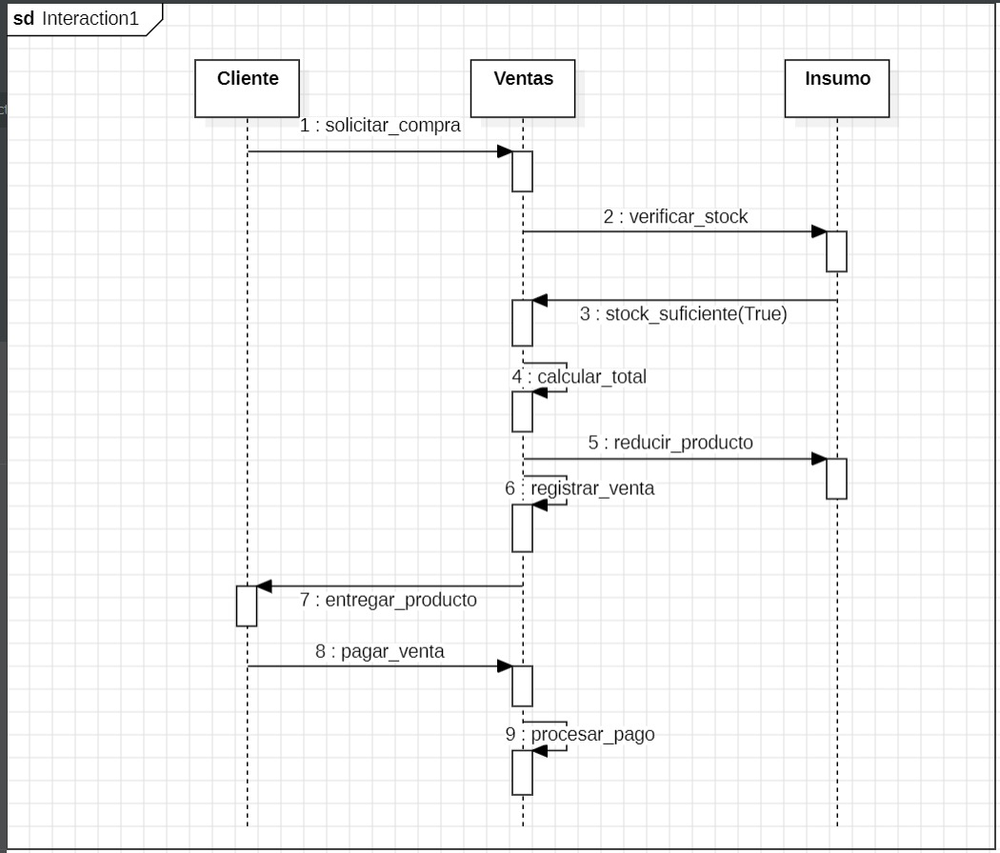 sd Interaction1
Cliente
Ventas
Insumo
1 : solicitar_compra
2 : verificar_stock
3 : stock_suficiente(True)
4 : calcular_total
5 : reducir_producto
6 : registrar_venta
7 : entregar_producto
8 : pagar_venta
9 : procesar_pago